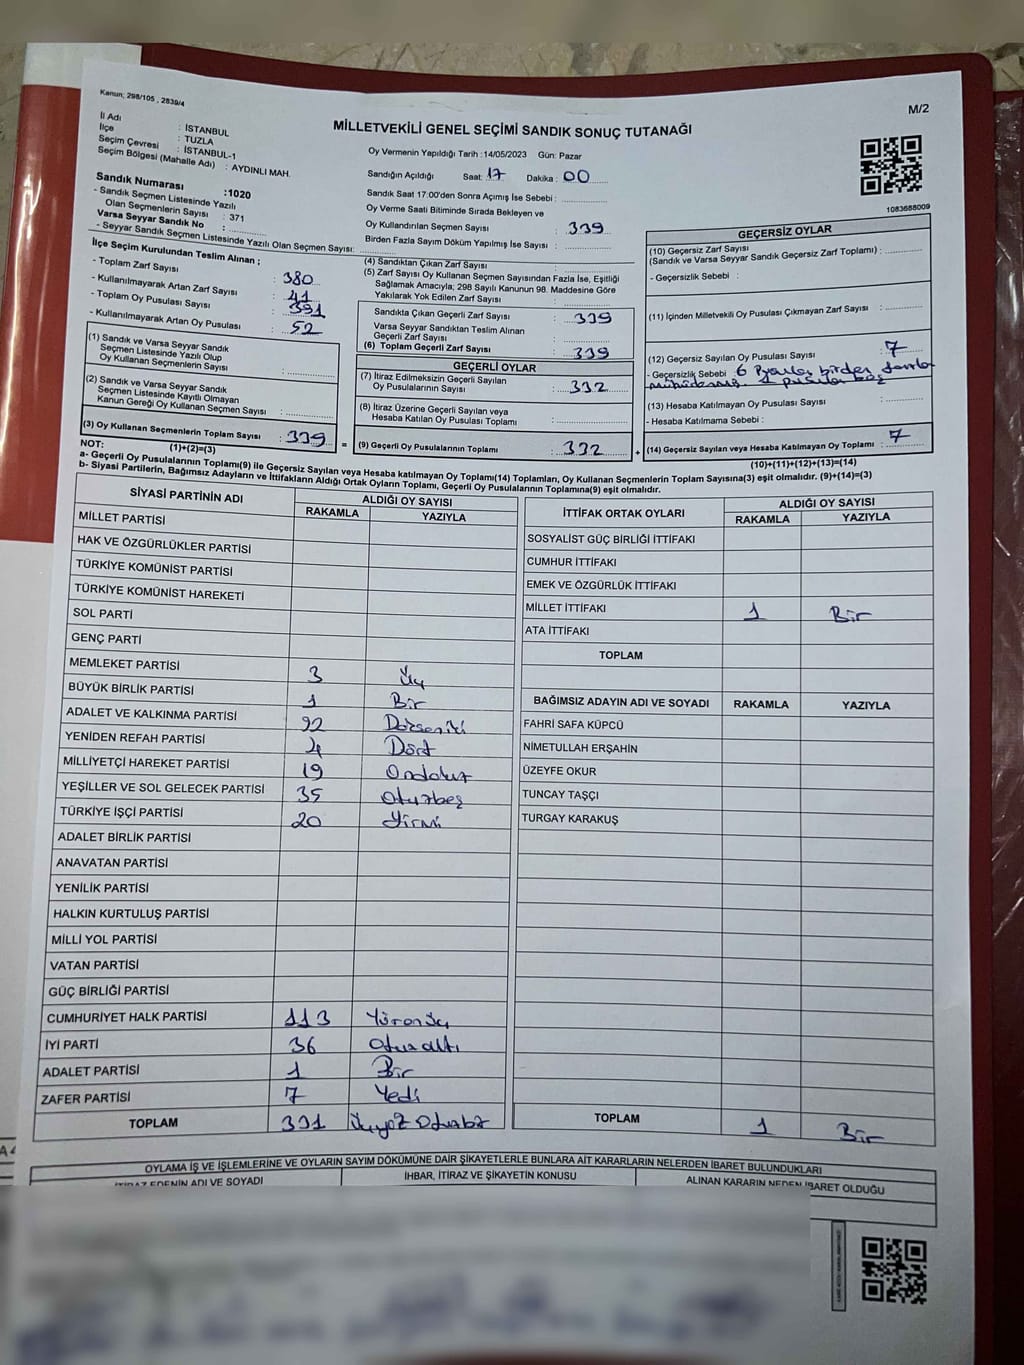 Kanun; 298/105 , 2839/4
M/2
MİLLETVEKİLİ GENEL SEÇİMİ SANDIK SONUÇ TUTANAĞI
İl Adı : İSTANBUL
İlçe : TUZLA
Seçim Çevresi : İSTANBUL-1
Seçim Bölgesi (Mahalle Adı) : AYDINLI MAH.
Sandık Numarası :1020
- Sandık Seçmen Listesinde Yazılı
Olan Seçmenlerin Sayısı : 371
Varsa Seyyar Sandık No :
- Seyyar Sandık Seçmen Listesinde Yazılı Olan Seçmen Sayısı:
Oy Vermenin Yapıldığı Tarih :14/05/2023 Gün: Pazar
Sandığın Açıldığı Saat: 17 Dakika : 00
Sandık Saat 17:00'den Sonra Açımış İse Sebebi :
Oy Verme Saati Bitiminde Sırada Bekleyen ve
Oy Kullandırılan Seçmen Sayısı : 339
Birden Fazla Sayım Döküm Yapılmış İse Sayısı :
1083688009
İlçe Seçim Kurulundan Teslim Alınan ;
- Toplam Zarf Sayısı : 380
- Kullanılmayarak Artan Zarf Sayısı : 41
- Toplam Oy Pusulası Sayısı : 391
- Kullanılmayarak Artan Oy Pusulası : 52
(1) Sandık ve Varsa Seyyar Sandık
Seçmen Listesinde Yazılı Olup
Oy Kullanan Seçmenlerin Sayısı :
(2) Sandık ve Varsa Seyyar Sandık
Seçmen Listesinde Kayıtlı Olmayan
Kanun Gereği Oy Kullanan Seçmen Sayısı :
(3) Oy Kullanan Seçmenlerin Toplam Sayısı : 339
(1)+(2)=(3)
(4) Sandıktan Çıkan Zarf Sayısı :
(5) Zarf Sayısı Oy Kullanan Seçmen Sayısından Fazla İse, Eşitliği
Sağlamak Amacıyla; 298 Sayılı Kanunun 98. Maddesine Göre
Yakılarak Yok Edilen Zarf Sayısı :
Sandıkta Çıkan Geçerli Zarf Sayısı : 339
Varsa Seyyar Sandıktan Teslim Alınan
Geçerli Zarf Sayısı :
(6) Toplam Geçerli Zarf Sayısı : 339
GEÇERLİ OYLAR
(7) İtiraz Edilmeksizin Geçerli Sayılan
Oy Pusulalarının Sayısı : 332
(8) İtiraz Üzerine Geçerli Sayılan veya
Hesaba Katılan Oy Pusulası Toplamı :
= (9) Geçerli Oy Pusulalarının Toplamı : 332 +
GEÇERSİZ OYLAR
(10) Geçersiz Zarf Sayısı
(Sandık ve Varsa Seyyar Sandık Geçersiz Zarf Toplamı) :
- Geçersizlik Sebebi :
(11) İçinden Milletvekili Oy Pusulası Çıkmayan Zarf Sayısı :
(12) Geçersiz Sayılan Oy Pusulası Sayısı : 7
- Geçersizlik Sebebi : 6 birden fazla
pusula boş
(13) Hesaba Katılmayan Oy Pusulası Sayısı :
- Hesaba Katılmama Sebebi :
(14) Geçersiz Sayılan veya Hesaba Katılmayan Oy Toplamı : 7
(10)+(11)+(12)+(13)=(14)
NOT:
a- Geçerli Oy Pusulalarının Toplamı(9) ile Geçersiz Sayılan veya Hesaba katılmayan Oy Toplamı(14) Toplamları, Oy Kullanan Seçmenlerin Toplam Sayısına(3) eşit olmalıdır. (9)+(14)=(3)
b- Siyasi Partilerin, Bağımsız Adayların ve İttifakların Aldığı Ortak Oyların Toplamı, Geçerli Oy Pusulalarının Toplamına(9) eşit olmalıdır.
SİYASİ PARTİNİN ADI ALDIĞI OY SAYISI
RAKAMLA YAZIYLA
MİLLET PARTİSİ
HAK VE ÖZGÜRLÜKLER PARTİSİ
TÜRKİYE KOMÜNİST PARTİSİ
TÜRKİYE KOMÜNİST HAREKETİ
SOL PARTİ
GENÇ PARTİ
MEMLEKET PARTİSİ 3 Üç
BÜYÜK BİRLİK PARTİSİ 1 Bir
ADALET VE KALKINMA PARTİSİ 92 Doksaniki
YENİDEN REFAH PARTİSİ 4 Dört
MİLLİYETÇİ HAREKET PARTİSİ 19 Ondokuz
YEŞİLLER VE SOL GELECEK PARTİSİ 35 Otuzbeş
TÜRKİYE İŞÇİ PARTİSİ 20 Yirmi
ADALET BİRLİK PARTİSİ
ANAVATAN PARTİSİ
YENİLİK PARTİSİ
HALKIN KURTULUŞ PARTİSİ
MİLLİ YOL PARTİSİ
VATAN PARTİSİ
GÜÇ BİRLİĞİ PARTİSİ
CUMHURİYET HALK PARTİSİ 113 Yüzonüç
İYİ PARTİ 36 Otuzaltı
ADALET PARTİSİ 1 Bir
ZAFER PARTİSİ 7 Yedi
TOPLAM 331 Üçyüz Otuzbir
İTTİFAK ORTAK OYLARI ALDIĞI OY SAYISI
RAKAMLA YAZIYLA
SOSYALİST GÜÇ BİRLİĞİ İTTİFAKI
CUMHUR İTTİFAKI
EMEK VE ÖZGÜRLÜK İTTİFAKI
MİLLET İTTİFAKI 1 Bir
ATA İTTİFAKI
TOPLAM
BAĞIMSIZ ADAYIN ADI VE SOYADI RAKAMLA YAZIYLA
FAHRİ SAFA KÜPCÜ
NİMETULLAH ERŞAHİN
ÜZEYFE OKUR
TUNCAY TAŞÇI
TURGAY KARAKUŞ
TOPLAM 1 Bir
OYLAMA İŞ VE İŞLEMLERİNE VE OYLARIN SAYIM DÖKÜMÜNE DAİR ŞİKAYETLERLE BUNLARA AİT KARARLARIN NELERDEN İBARET BULUNDUKLARI
İTİRAZ EDENİN ADI VE SOYADI İHBAR, İTİRAZ VE ŞİKAYETİN KONUSU ALINAN KARARIN NEDEN İBARET OLDUĞU